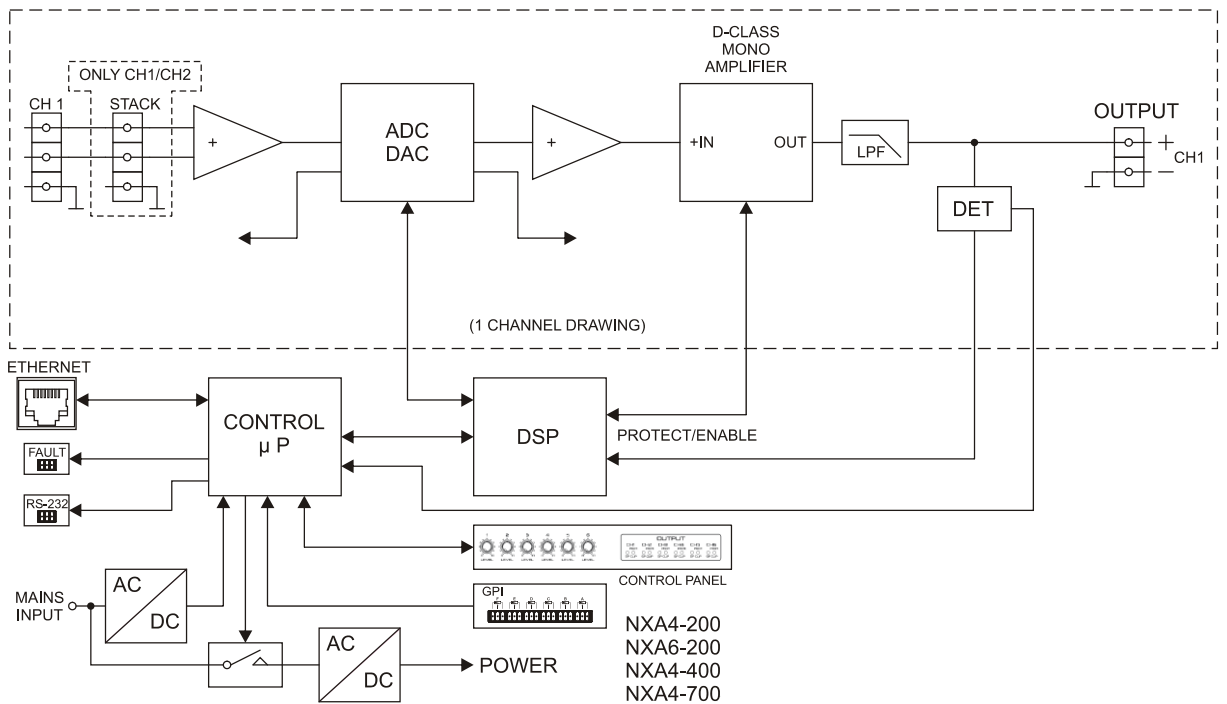 D-CLASS
MONO
AMPLIFIER
ONLY CH1/CH2
CH 1
STACK
+
ADC
DAC
+
+IN
OUT
LPF
OUTPUT
+
CH1
−
DET
(1 CHANNEL DRAWING)
ETHERNET
CONTROL
µ P
DSP
PROTECT/ENABLE
FAULT
RS-232
OUTPUT
CONTROL PANEL
GPI
F E D C B A
MAINS
INPUT
AC
DC
AC
DC
POWER
NXA4-200
NXA6-200
NXA4-400
NXA4-700